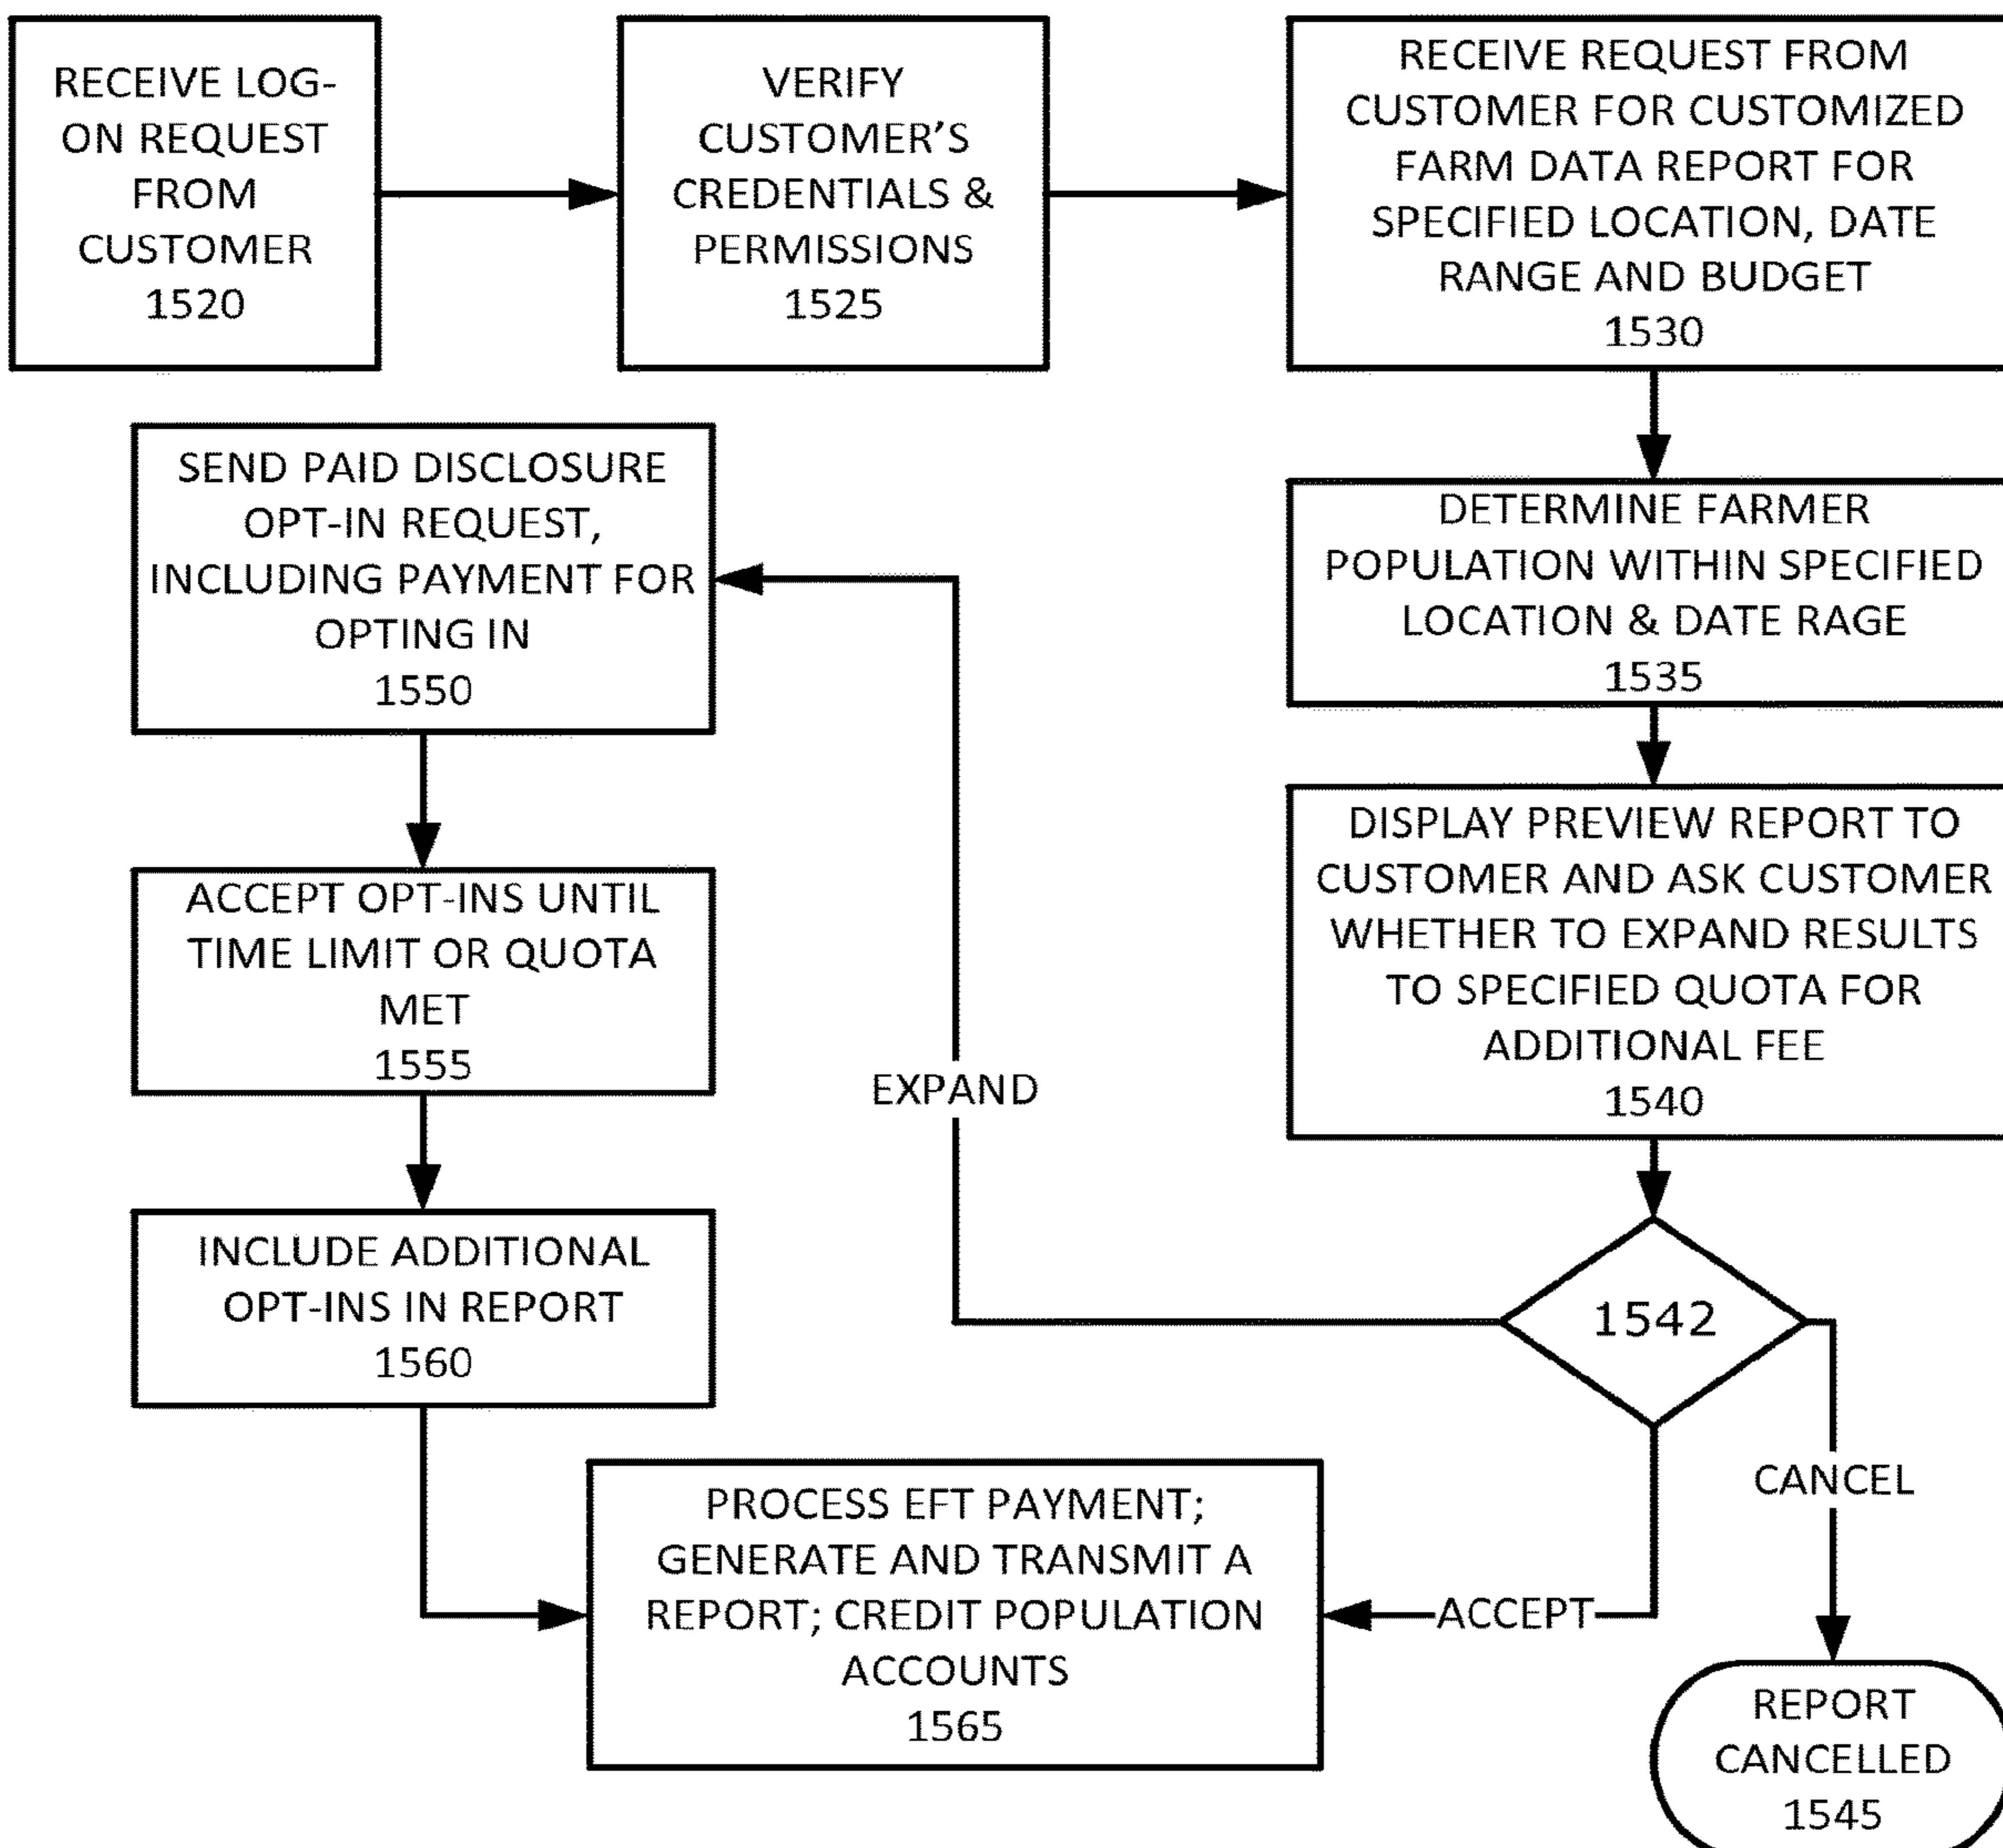 RECEIVE LOG-
ON REQUEST
FROM
CUSTOMER
1520
VERIFY
CUSTOMER'S
CREDENTIALS &
PERMISSIONS
1525
RECEIVE REQUEST FROM
CUSTOMER FOR CUSTOMIZED
FARM DATA REPORT FOR
SPECIFIED LOCATION, DATE
RANGE AND BUDGET
1530
DETERMINE FARMER
POPULATION WITHIN SPECIFIED
LOCATION & DATE RAGE
1535
DISPLAY PREVIEW REPORT TO
CUSTOMER AND ASK CUSTOMER
WHETHER TO EXPAND RESULTS
TO SPECIFIED QUOTA FOR
ADDITIONAL FEE
1540
1542
EXPAND
SEND PAID DISCLOSURE
OPT-IN REQUEST,
INCLUDING PAYMENT FOR
OPTING IN
1550
ACCEPT OPT-INS UNTIL
TIME LIMIT OR QUOTA
MET
1555
INCLUDE ADDITIONAL
OPT-INS IN REPORT
1560
PROCESS EFT PAYMENT;
GENERATE AND TRANSMIT A
REPORT; CREDIT POPULATION
ACCOUNTS
1565
ACCEPT
CANCEL
REPORT
CANCELLED
1545